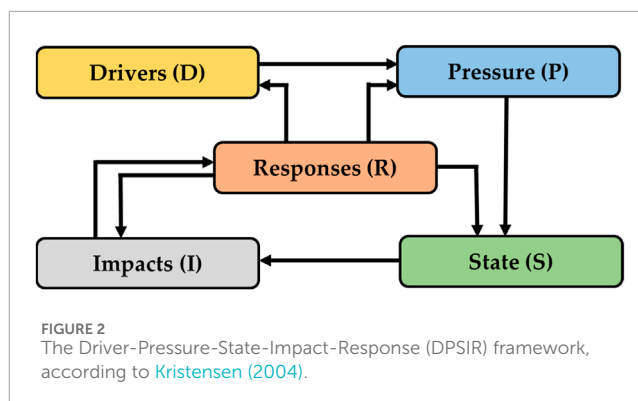 Drivers (D)
Pressure (P)
Responses (R)
Impacts (I)
State (S)
FIGURE 2
The Driver-Pressure-State-Impact-Response (DPSIR) framework,
according to Kristensen (2004).